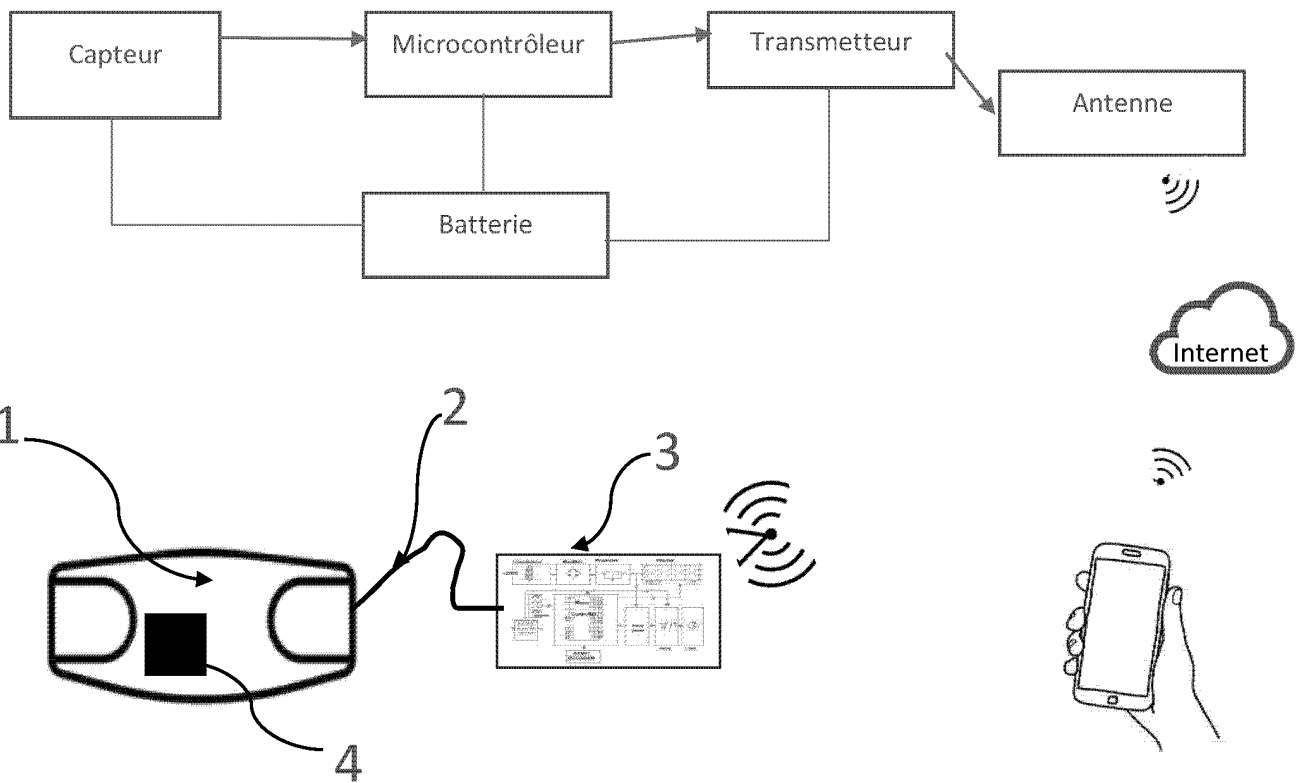 Capteur
Microcontrôleur
Transmetteur
Antenne
Batterie
Internet
1
2
3
4